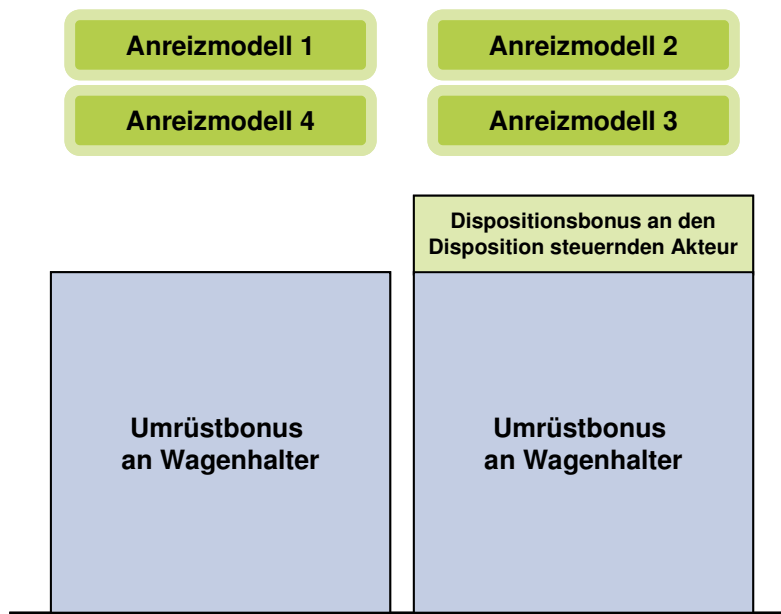 Anreizmodell 1
Anreizmodell 2
Anreizmodell 4
Anreizmodell 3
Dispositionsbonus an den
Disposition steuernden Akteur
Umrüstbonus
an Wagenhalter
Umrüstbonus
an Wagenhalter